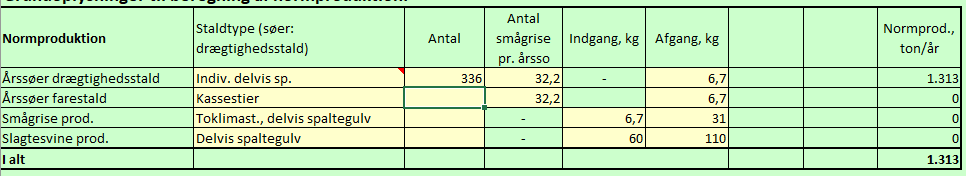 Normproduktion Staldtype (søer: drægtighedsstald) Antal Antal smågrise pr. årsso Indgang, kg Afgang, kg Normprod., ton/år
Årssøer drægtighedsstald Indiv. delvis sp. 336 32,2 - 6,7 1.313
Årssøer farestald Kassestier 32,2 6,7 0
Smågrise prod. Toklimast., delvis spaltegulv - 6,7 31 0
Slagtesvine prod. Delvis spaltegulv - 60 110 0
I alt 1.313